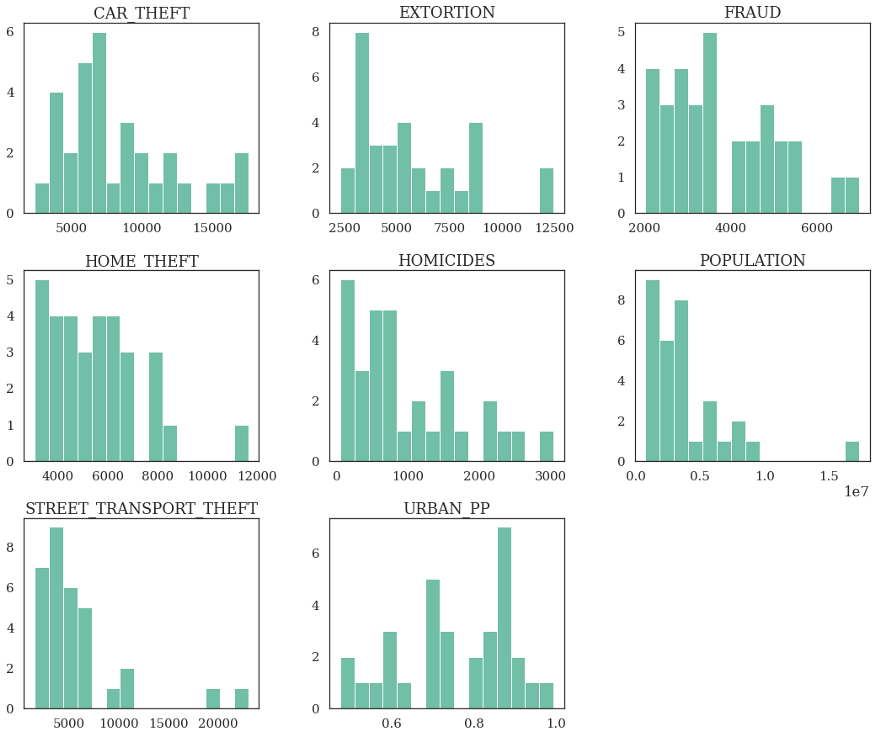 CAR_THEFT
6
4
2
0
5000 10000 15000
EXTORTION
8
6
4
2
0
2500 5000 7500 10000 12500
FRAUD
5
4
3
2
1
0
2000 4000 6000
HOME_THEFT
5
4
3
2
1
0
4000 6000 8000 10000 12000
HOMICIDES
6
4
2
0
0 1000 2000 3000
POPULATION
8
6
4
2
0
0.0 0.5 1.0 1.5
1e7
STREET_TRANSPORT_THEFT
8
6
4
2
0
5000 10000 15000 20000
URBAN_PP
6
4
2
0
0.6 0.8 1.0